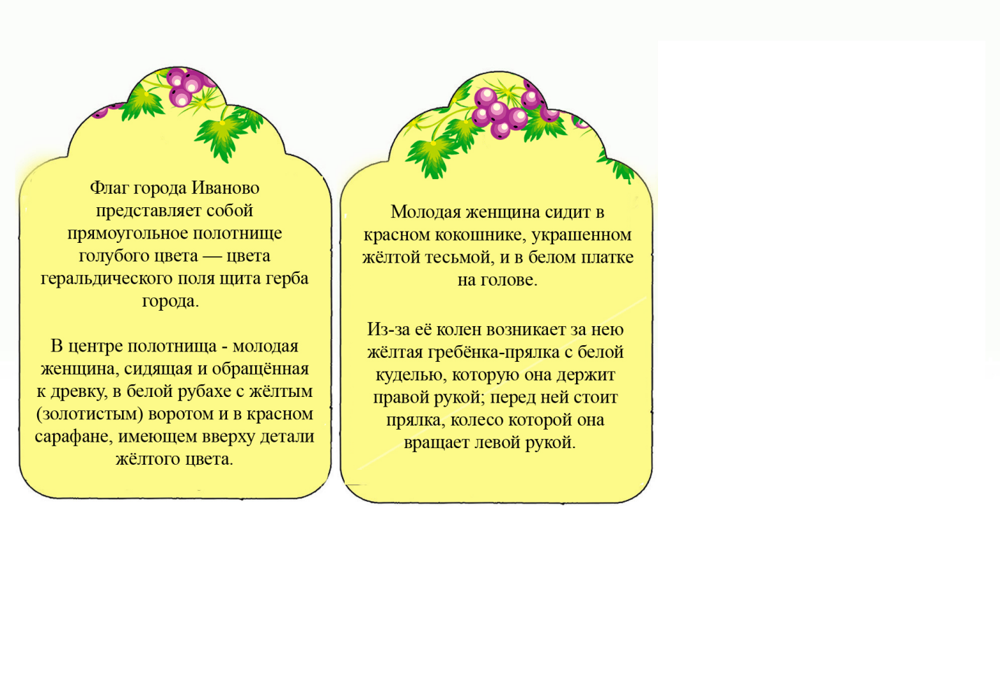 Флаг города Иваново
представляет собой
прямоугольное полотнище
голубого цвета — цвета
геральдического поля щита герба
города.
В центре полотнища - молодая
женщина, сидящая и обращённая
к древку, в белой рубахе с жёлтым
(золотистым) воротом и в красном
сарафане, имеющем вверху детали
жёлтого цвета.
Молодая женщина сидит в
красном кокошнике, украшенном
жёлтой тесьмой, и в белом платке
на голове.
Из-за её колен возникает за нею
жёлтая гребёнка-прялка с белой
куделью, которую она держит
правой рукой; перед ней стоит
прялка, колесо которой она
вращает левой рукой.